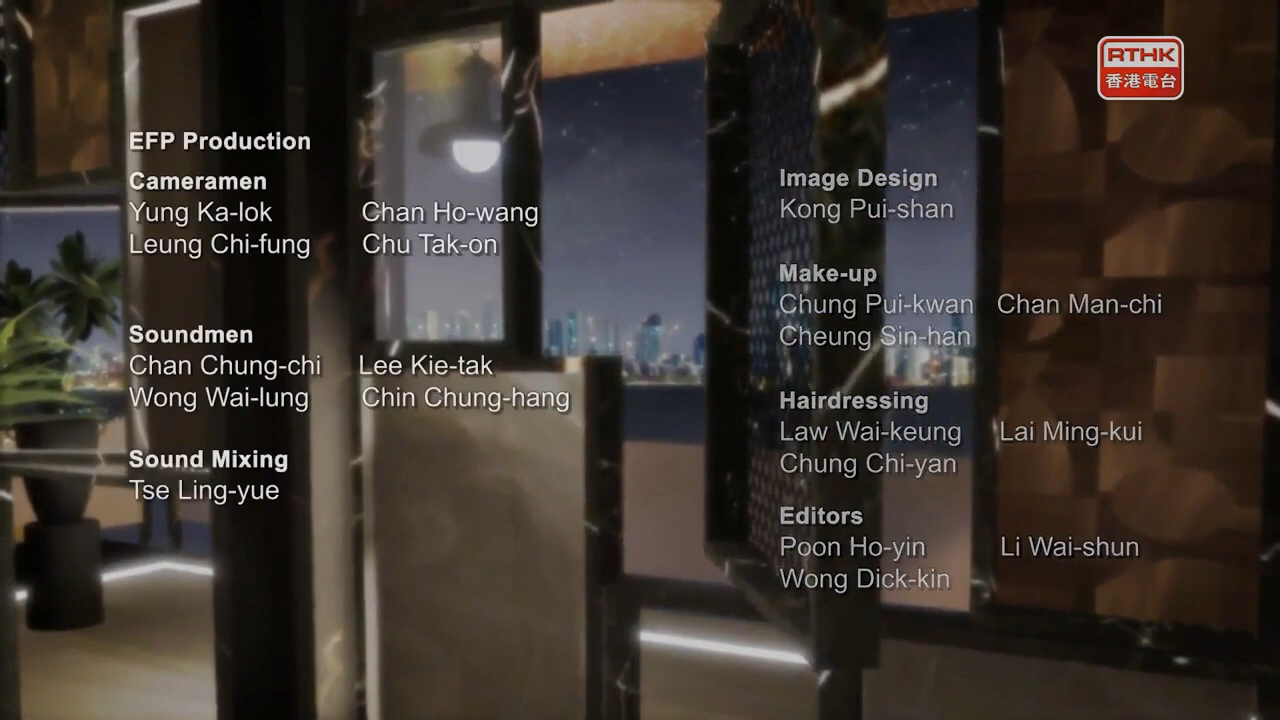 RTHK
香港電台
EFP Production
Cameramen
Yung Ka-lok Chan Ho-wang
Leung Chi-fung Chu Tak-on
Soundmen
Chan Chung-chi Lee Kie-tak
Wong Wai-lung Chin Chung-hang
Sound Mixing
Tse Ling-yue
Image Design
Kong Pui-shan
Make-up
Chung Pui-kwan Chan Man-chi
Cheung Sin-han
Hairdressing
Law Wai-keung Lai Ming-kui
Chung Chi-yan
Editors
Poon Ho-yin Li Wai-shun
Wong Dick-kin